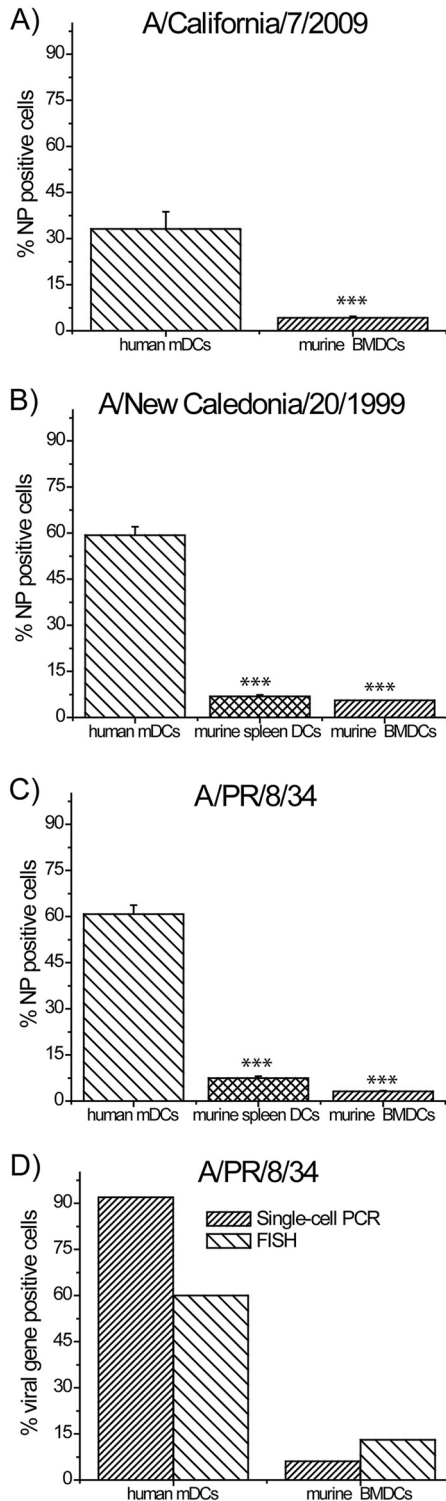 A) A/California/7/2009
90
75
60
45
30
15
0
% NP positive cells
***
human mDCs murine BMDCs
B) A/New Caledonia/20/1999
90
75
60
45
30
15
0
% NP positive cells
*** ***
human mDCs murine spleen DCs murine BMDCs
C) A/PR/8/34
90
75
60
45
30
15
0
% NP positive cells
*** ***
human mDCs murine spleen DCs murine BMDCs
D) A/PR/8/34
90
75
60
45
30
15
0
% viral gene positive cells
Single-cell PCR
FISH
human mDCs murine BMDCs